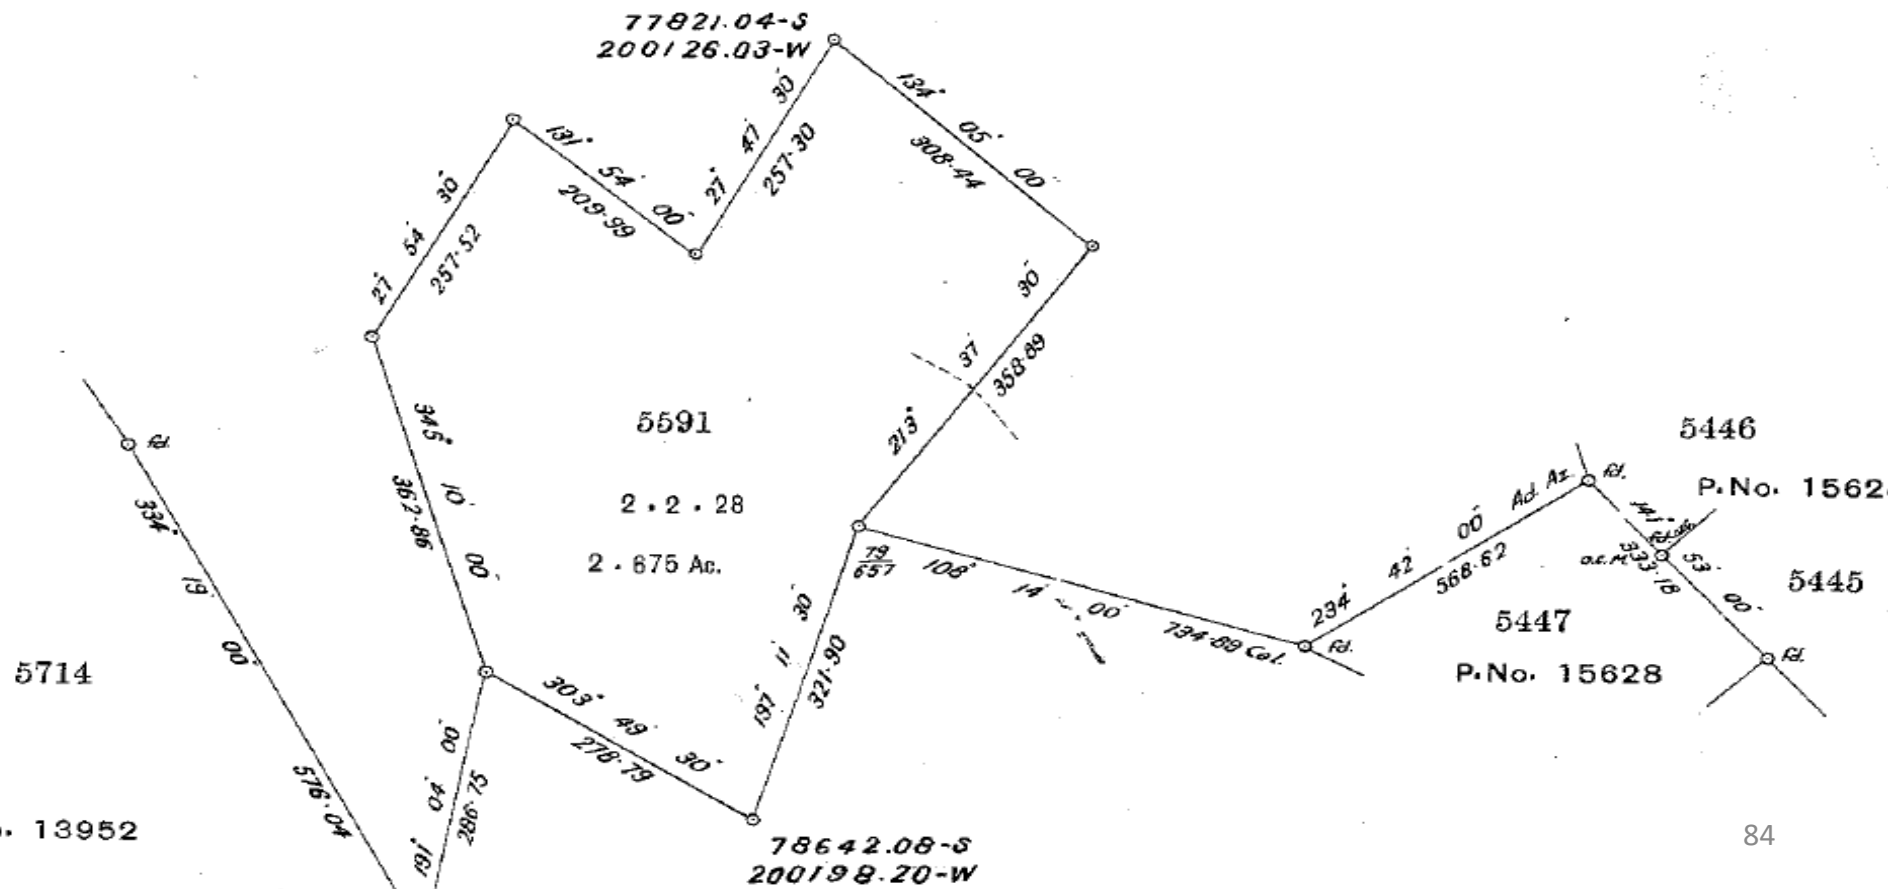 77821.04-S
200126.03-W
134° 05' 00"
308·44
27° 47' 30"
257·30
131° 54' 00"
209·99
27° 54' 30"
257·52
213° 37' 30"
358·89
345° 10' 00"
362·86
5591
2.2.28
2.675 Ac.
fd.
334° 19' 00"
576·04
5714
13952
79
657
108° 14' 00"
734·89 Cal.
fd.
234° 42' 00" Ad. Az.
568·62
fd.
5446
P.No. 1562
141° 53' 00"
333·18
O.C.M
5445
5447
P.No. 15628
fd.
197° 11' 30"
321·90
303° 49' 30"
278·79
191° 04' 00"
286·75
78642.08-S
200198.20-W
84